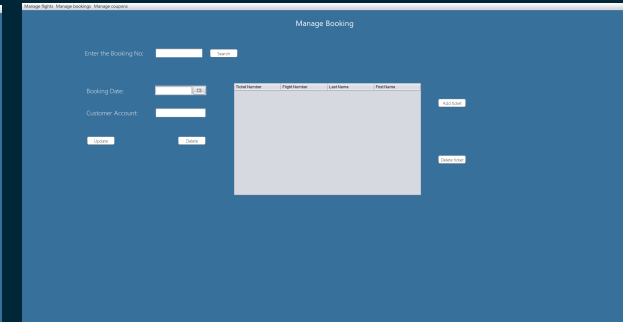 Manage flights Manage bookings Manage coupons
Manage Booking
Enter the Booking No:
Search
Booking Date:
Ticket Number Flight Number Last Name First Name
Add ticket
Customer Account:
Update Delete
Delete ticket